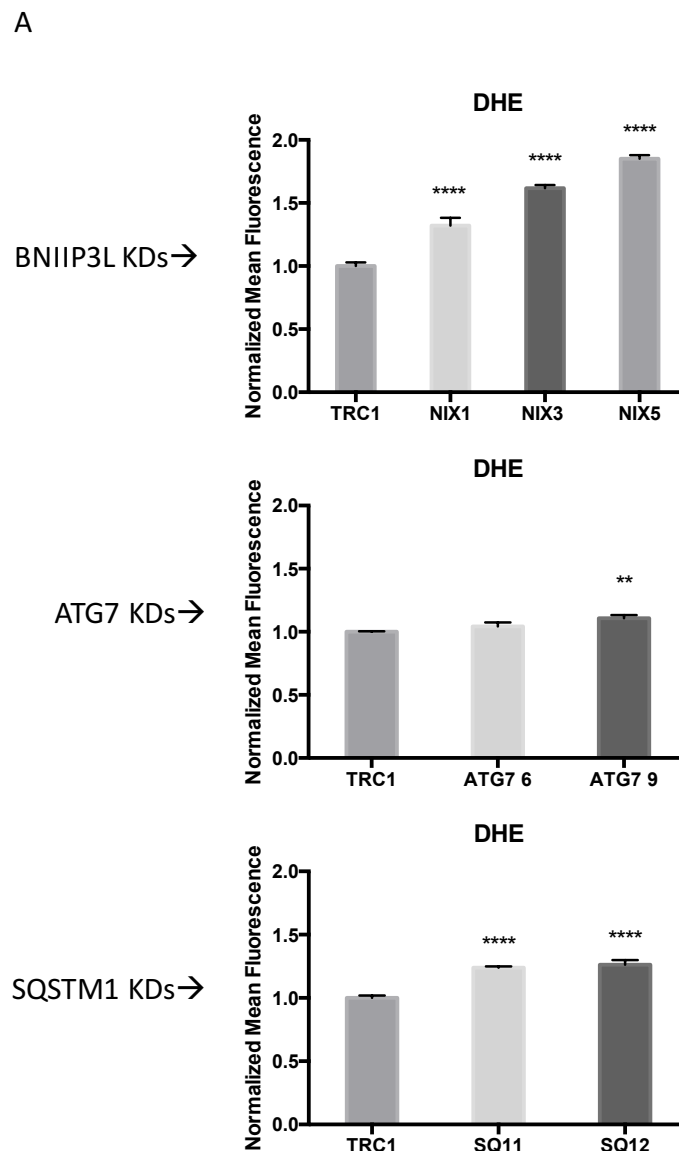 A
DHE
Normalized Mean Fluorescence
2.0
1.5
1.0
0.5
0.0
****
****
****
TRC1 NIX1 NIX3 NIX5
BNIIP3L KDs→
DHE
Normalized Mean Fluorescence
2.0
1.5
1.0
0.5
0.0
**
TRC1 ATG7 6 ATG7 9
ATG7 KDs→
DHE
Normalized Mean Fluorescence
2.0
1.5
1.0
0.5
0.0
****
****
TRC1 SQ11 SQ12
SQSTM1 KDs→